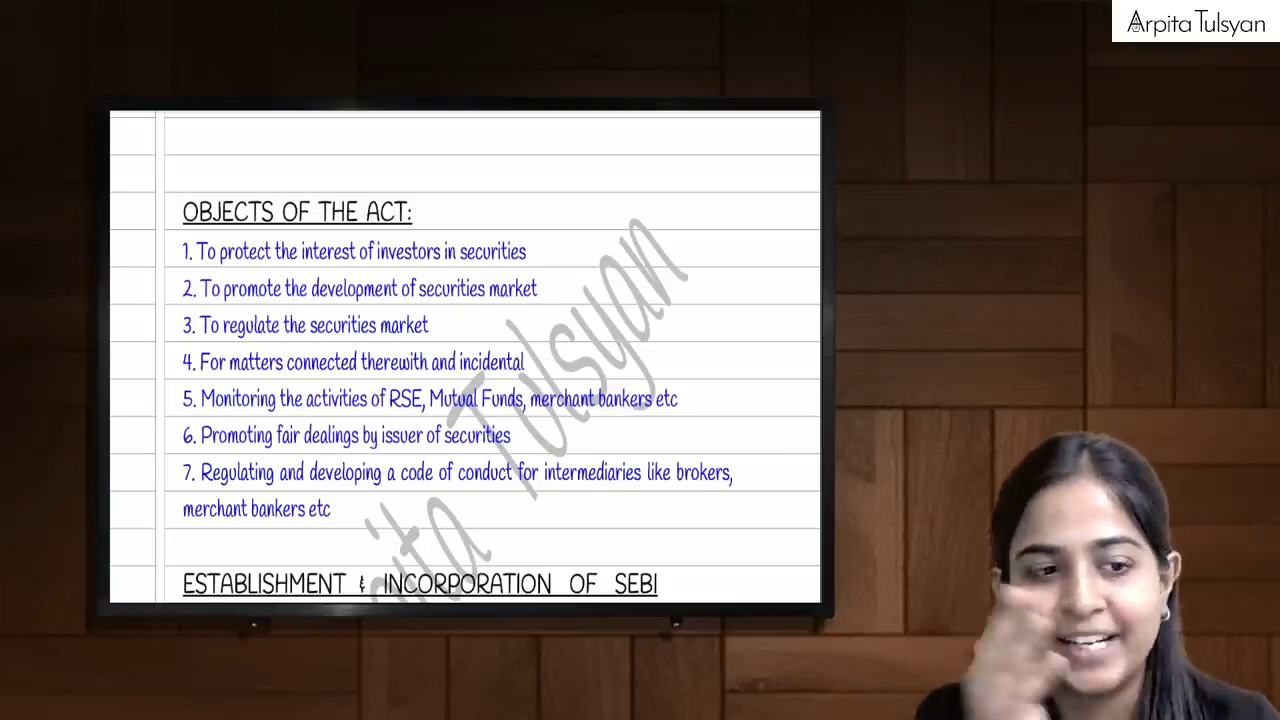 Arpita Tulsyan
OBJECTS OF THE ACT:
1. To protect the interest of investors in securities
2. To promote the development of securities market
3. To regulate the securities market
4. For matters connected therewith and incidental
5. Monitoring the activities of RSE, Mutual Funds, merchant bankers etc
6. Promoting fair dealings by issuer of securities
7. Regulating and developing a code of conduct for intermediaries like brokers,
merchant bankers etc
ESTABLISHMENT & INCORPORATION OF SEBI
pita Tulsyan